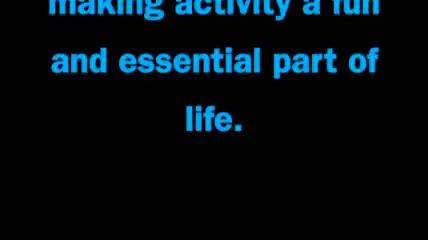 making activity a fun
and essential part of
life.